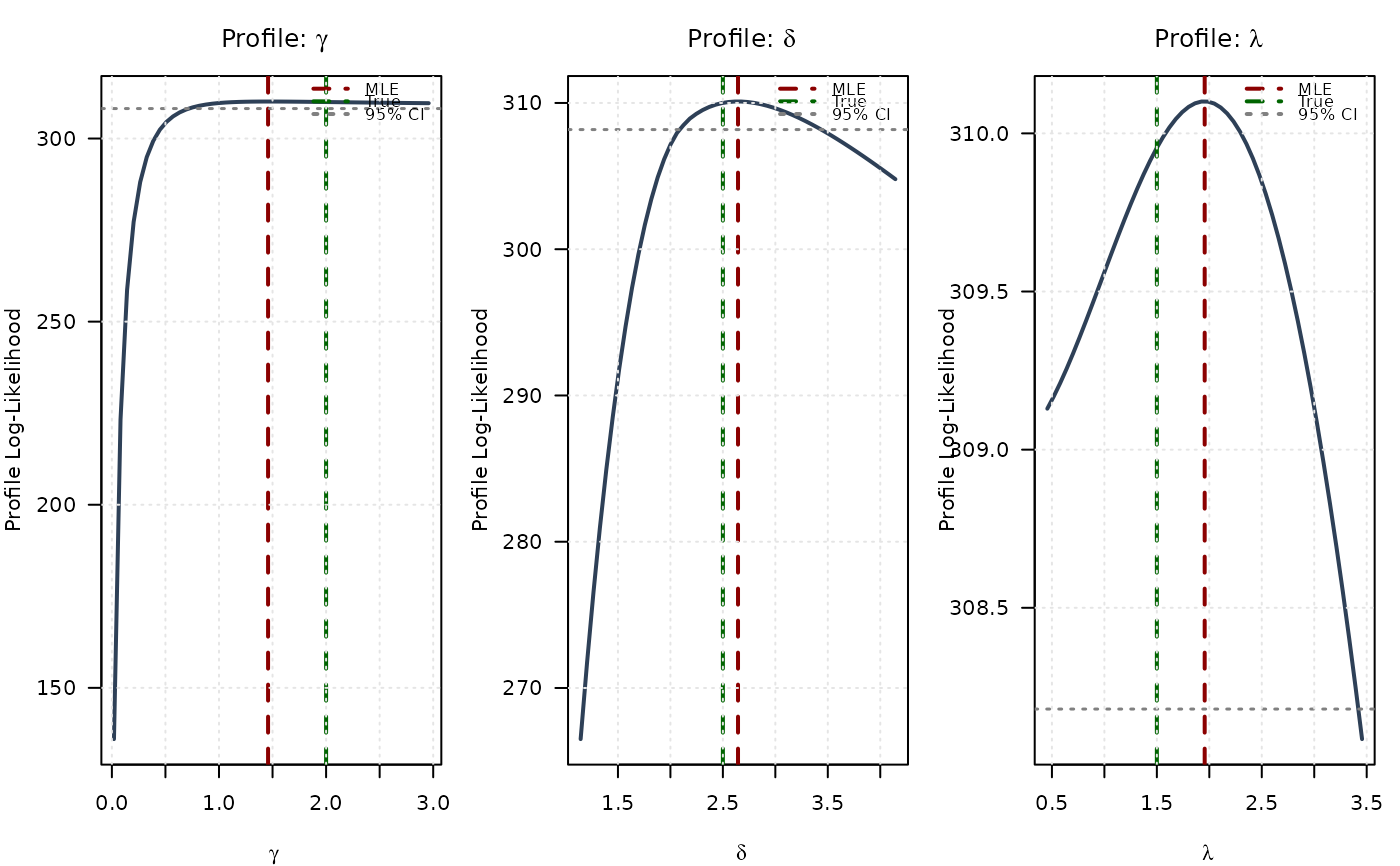 Profile: γ
Profile Log-Likelihood
300
250
200
150
0.0
1.0
2.0
3.0
γ
MLE
True
95% CI
Profile: δ
Profile Log-Likelihood
310
300
290
280
270
1.5
2.5
3.5
δ
MLE
True
95% CI
Profile: λ
Profile Log-Likelihood
310.0
309.5
309.0
308.5
0.5
1.5
2.5
3.5
λ
MLE
True
95% CI